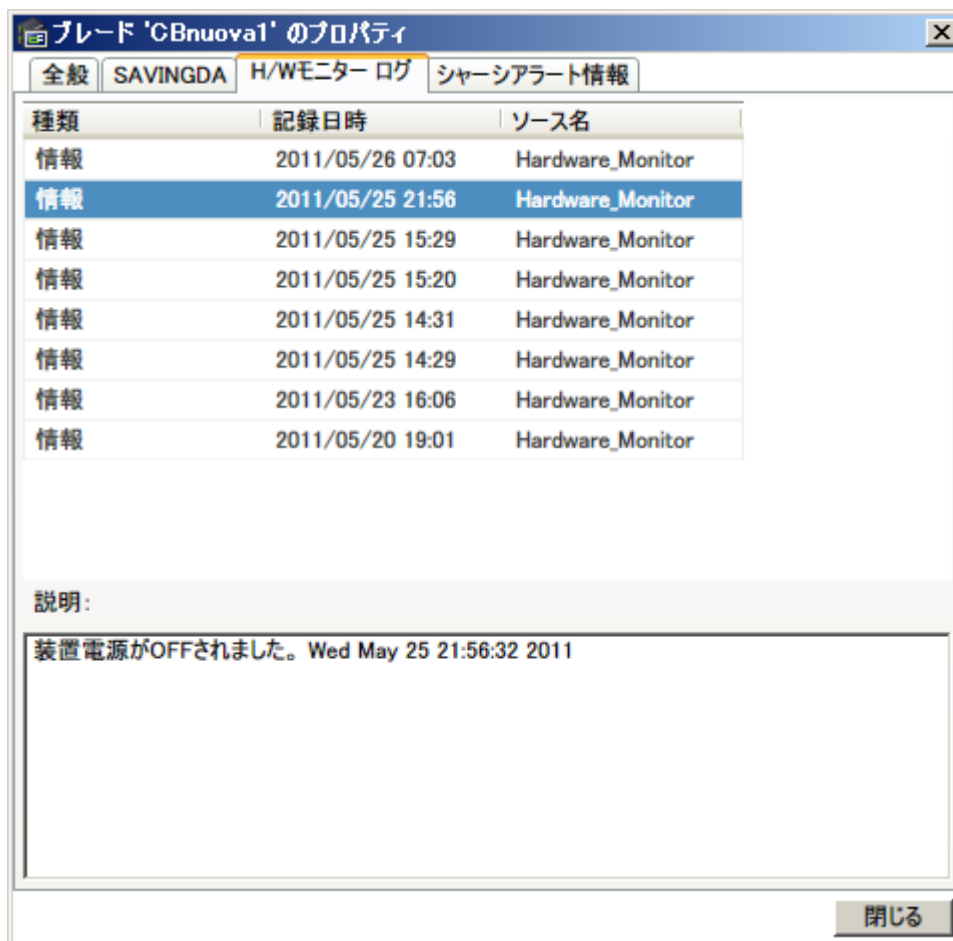 ブレード 'CBnuova1' のプロパティ
全般 SAVINGDA H/Wモニター ログ シャーシアラート情報
種類 記録日時 ソース名
情報 2011/05/26 07:03 Hardware_Monitor
情報 2011/05/25 21:56 Hardware_Monitor
情報 2011/05/25 15:29 Hardware_Monitor
情報 2011/05/25 15:20 Hardware_Monitor
情報 2011/05/25 14:31 Hardware_Monitor
情報 2011/05/25 14:29 Hardware_Monitor
情報 2011/05/23 16:06 Hardware_Monitor
情報 2011/05/20 19:01 Hardware_Monitor
説明:
装置電源がOFFされました。Wed May 25 21:56:32 2011
閉じる